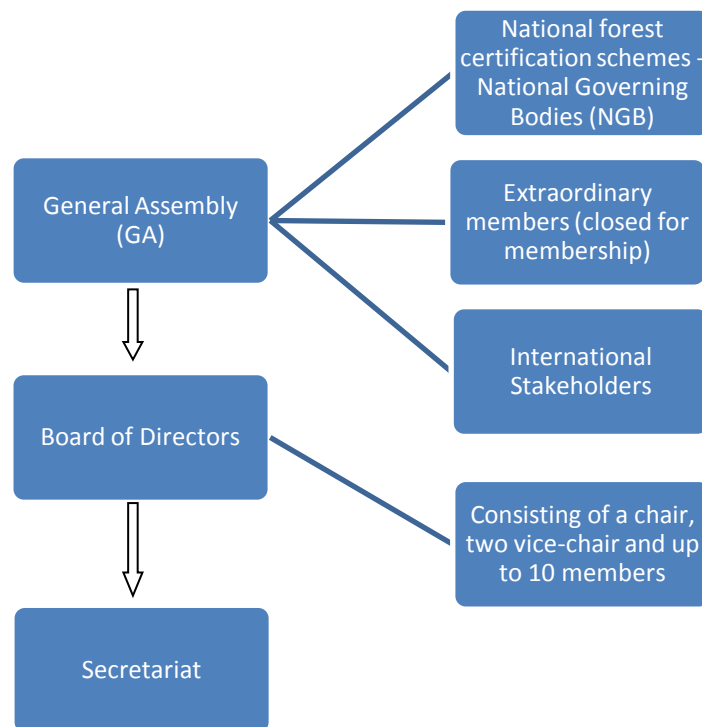 National forest
certification schemes -
National Governing
Bodies (NGB)
General Assembly
(GA)
Extraordinary
members (closed for
membership)
International
Stakeholders
Board of Directors
Consisting of a chair,
two vice-chair and up
to 10 members
Secretariat